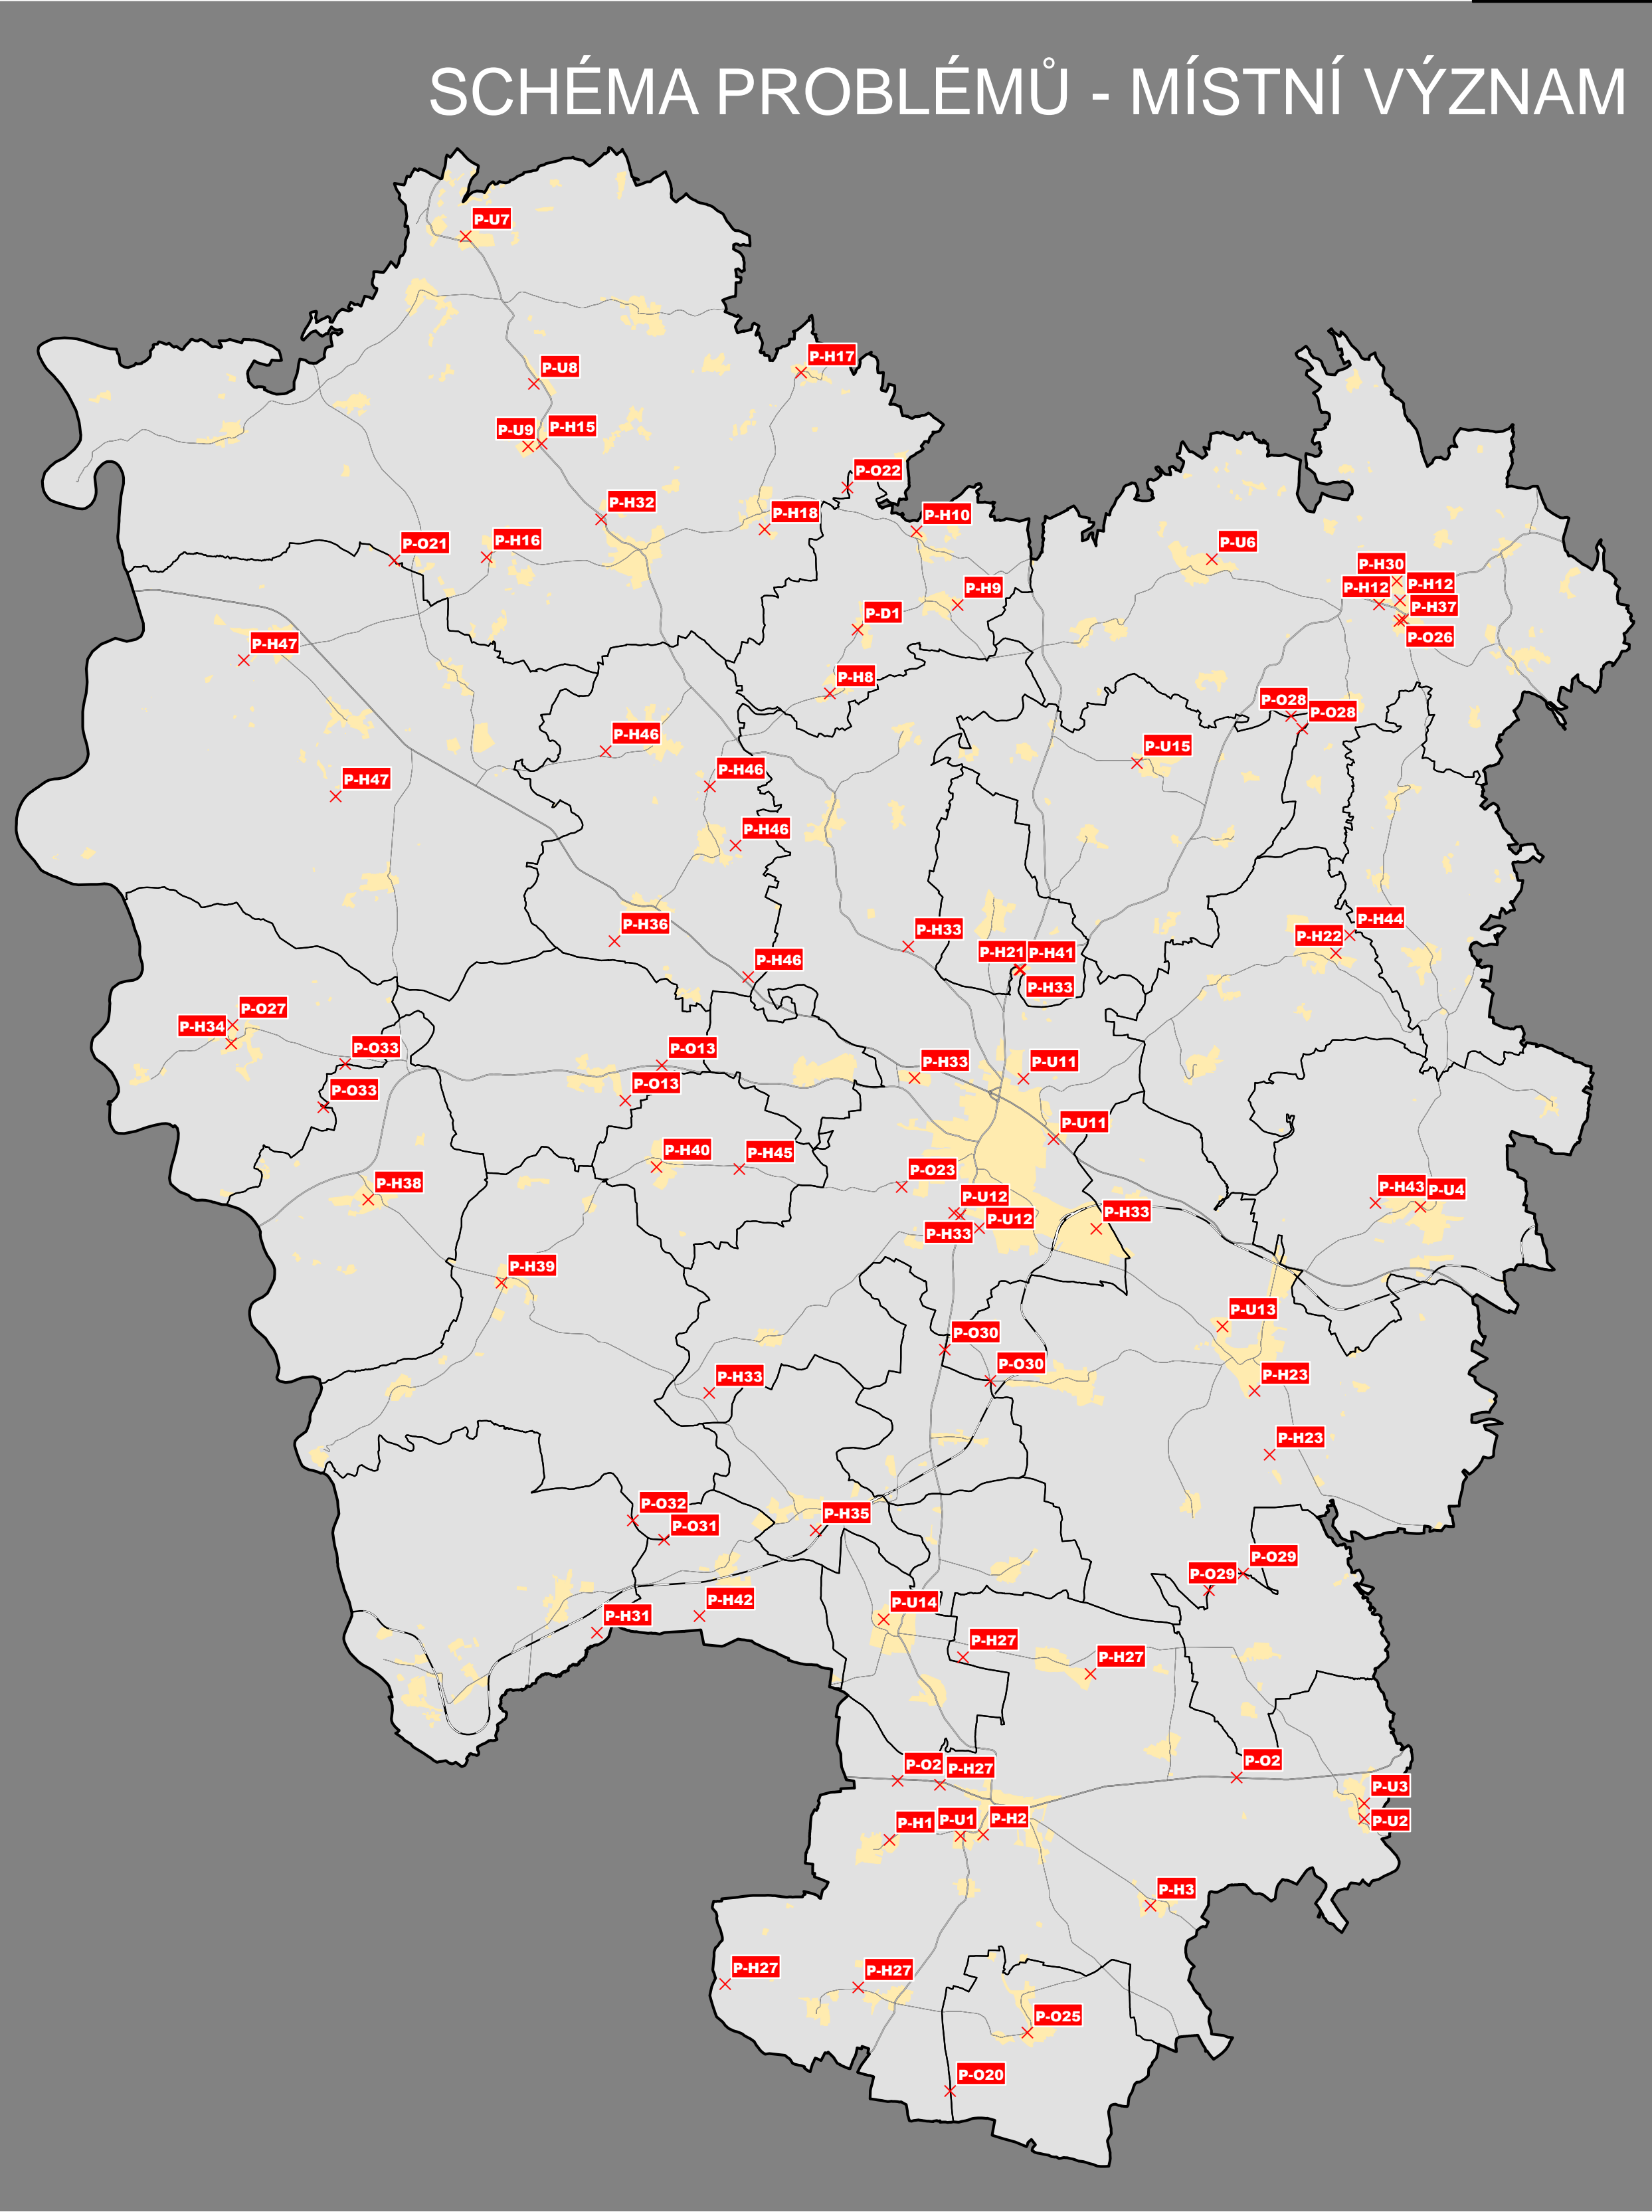 SCHÉMA PROBLÉMŮ - MÍSTNÍ VÝZNAM
P-U7
P-H17
P-U8
P-U9
P-H15
P-O22
P-H32
P-H18
P-H10
P-O21
P-H16
P-U6
P-H30
P-H12
P-H12
P-H9
P-H37
P-D1
P-O26
P-H47
P-H8
P-O28
P-O28
P-H46
P-U15
P-H46
P-H47
P-H46
P-H36
P-H33
P-H44
P-H22
P-H21
P-H41
P-H46
P-H33
P-O27
P-H34
P-O33
P-O13
P-H33
P-U11
P-O33
P-O13
P-U11
P-H40
P-H45
P-O23
P-H38
P-H43
P-U4
P-U12
P-H33
P-U12
P-H33
P-H39
P-U13
P-O30
P-O30
P-H33
P-H23
P-H23
P-O32
P-H35
P-O31
P-O29
P-O29
P-H42
P-U14
P-H31
P-H27
P-H27
P-O2
P-H27
P-O2
P-U3
P-H1
P-U1
P-H2
P-U2
P-H3
P-H27
P-H27
P-O25
P-O20